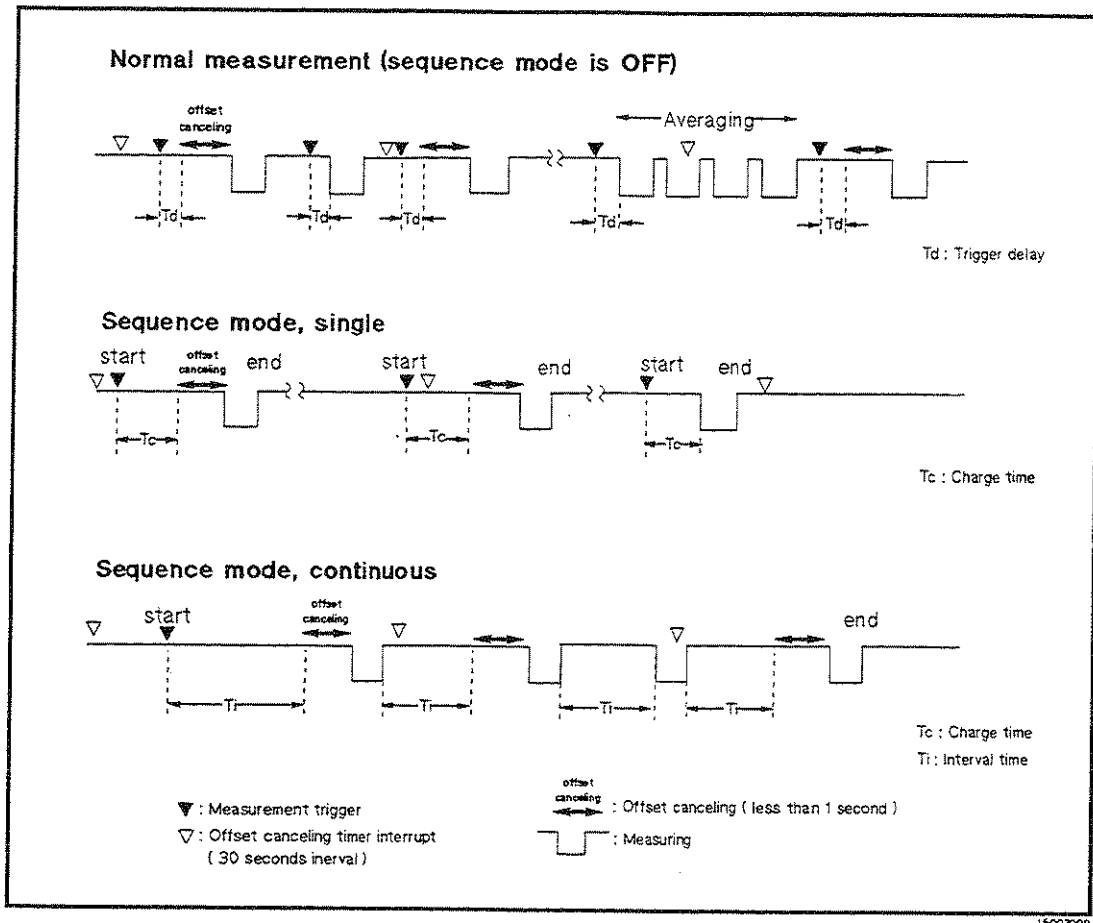 Normal measurement (sequence mode is OFF)
offset
canceling
Averaging
Td
Td
Td
Td
Td
Td : Trigger delay
Sequence mode, single
start
offset
canceling
end
start
end
start
end
Tc
Tc
Tc
Tc : Charge time
Sequence mode, continuous
start
offset
canceling
end
Ti
Ti
Ti
Ti
Tc : Charge time
Ti : Interval time
: Measurement trigger
offset
canceling
: Offset canceling ( less than 1 second )
: Offset canceling timer interrupt
( 30 seconds inerval )
: Measuring